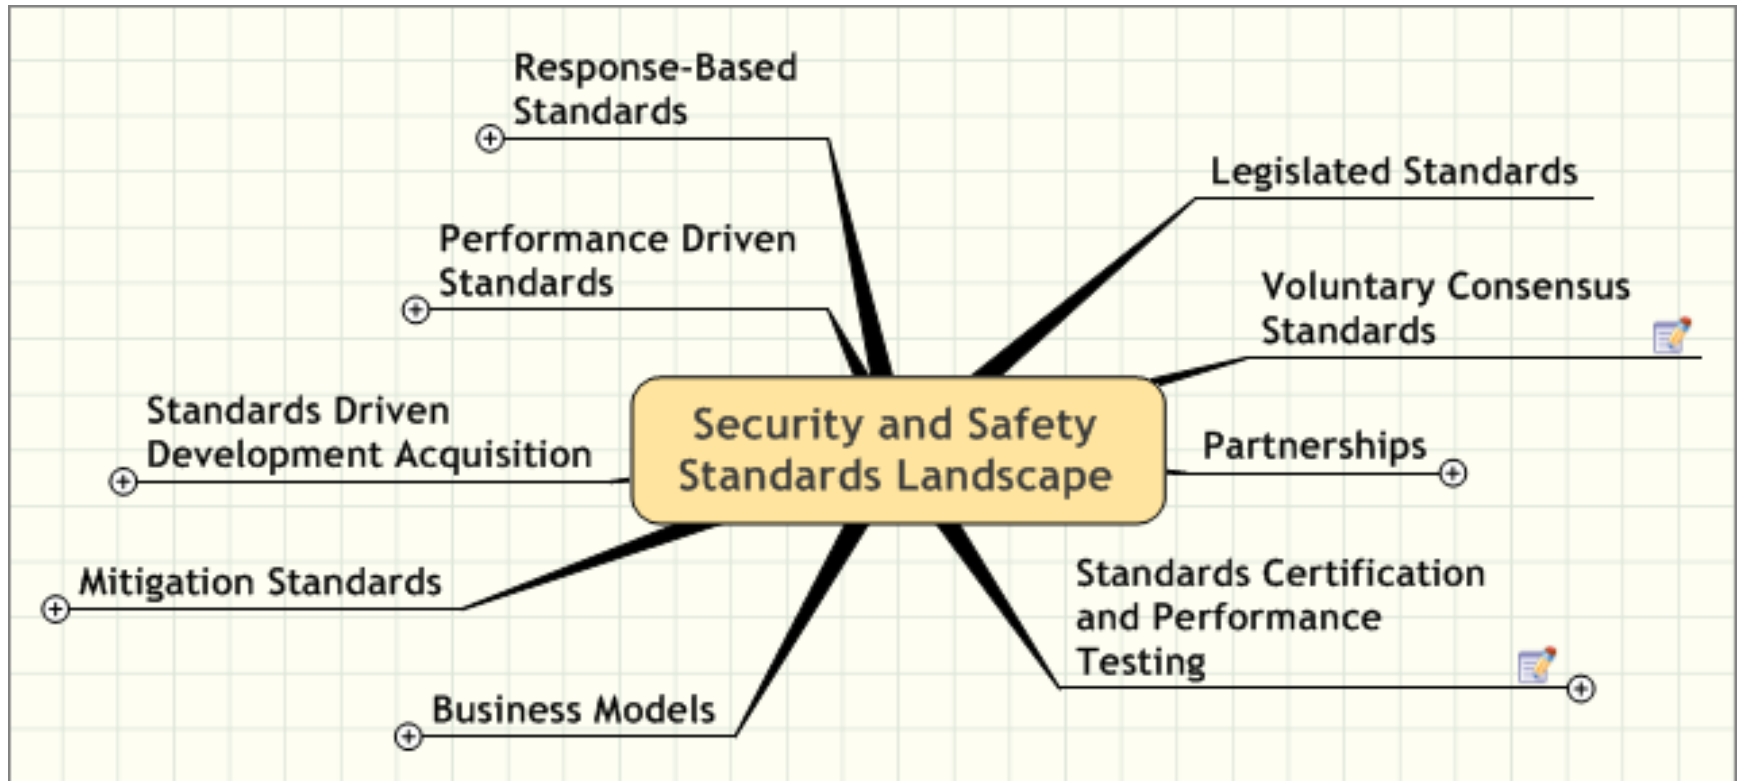 Response-Based
Standards
Legislated Standards
Performance Driven
Standards
Voluntary Consensus
Standards
Standards Driven
Development Acquisition
Security and Safety
Standards Landscape
Partnerships
Mitigation Standards
Standards Certification
and Performance
Testing
Business Models